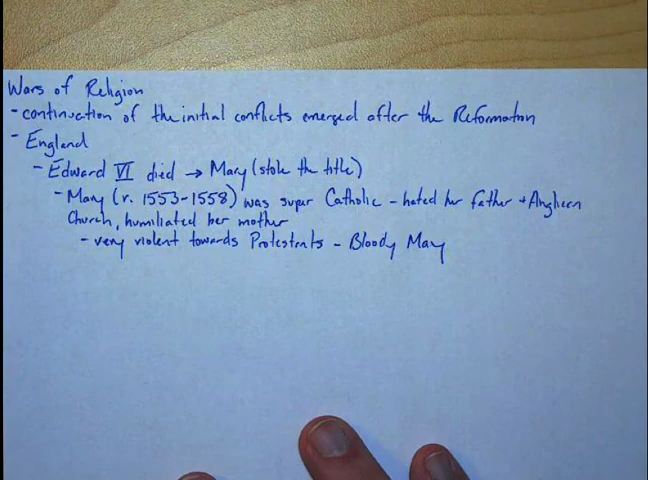 Wars of Religion
- continuation of the initial conflicts emerged after the Reformation
- England
- Edward VI died → Mary (stole the title)
- Mary (r. 1553-1558) was super Catholic - hated her father + Anglican
Church, humiliated her mother
- very violent towards Protestants - Bloody Mary